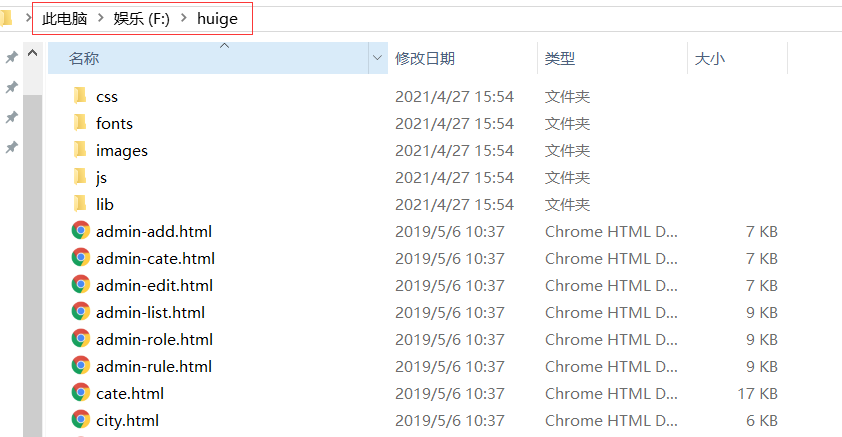 此电脑 > 娱乐 (F:) > huige
名称 修改日期 类型 大小
css 2021/4/27 15:54 文件夹
fonts 2021/4/27 15:54 文件夹
images 2021/4/27 15:54 文件夹
js 2021/4/27 15:54 文件夹
lib 2021/4/27 15:54 文件夹
admin-add.html 2019/5/6 10:37 Chrome HTML D... 7 KB
admin-cate.html 2019/5/6 10:37 Chrome HTML D... 7 KB
admin-edit.html 2019/5/6 10:37 Chrome HTML D... 7 KB
admin-list.html 2019/5/6 10:37 Chrome HTML D... 9 KB
admin-role.html 2019/5/6 10:37 Chrome HTML D... 9 KB
admin-rule.html 2019/5/6 10:37 Chrome HTML D... 9 KB
cate.html 2019/5/6 10:37 Chrome HTML D... 17 KB
city.html 2019/5/6 10:37 Chrome HTML D... 6 KB